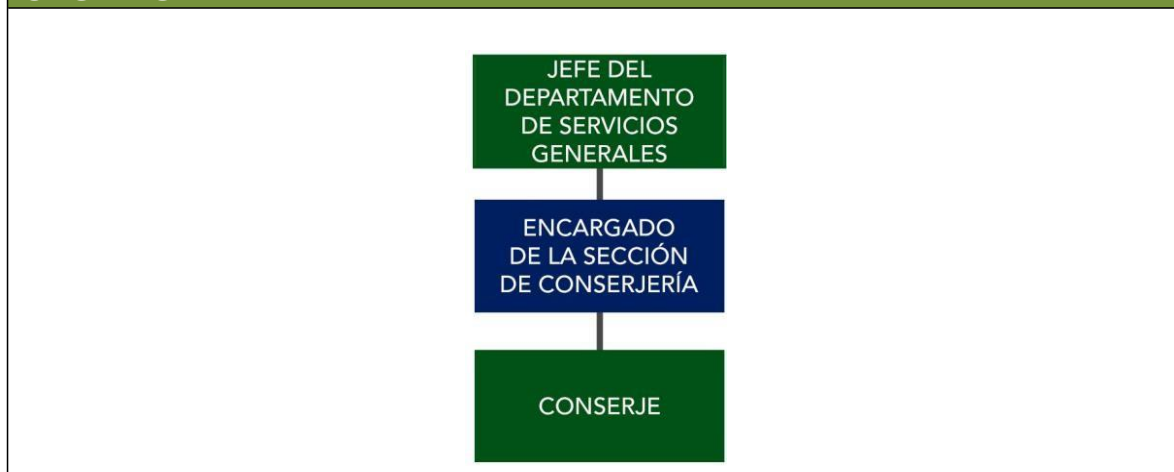 JEFE DEL
DEPARTAMENTO
DE SERVICIOS
GENERALES
ENCARGADO
DE LA SECCIÓN
DE CONSERJERÍA
CONSERJE